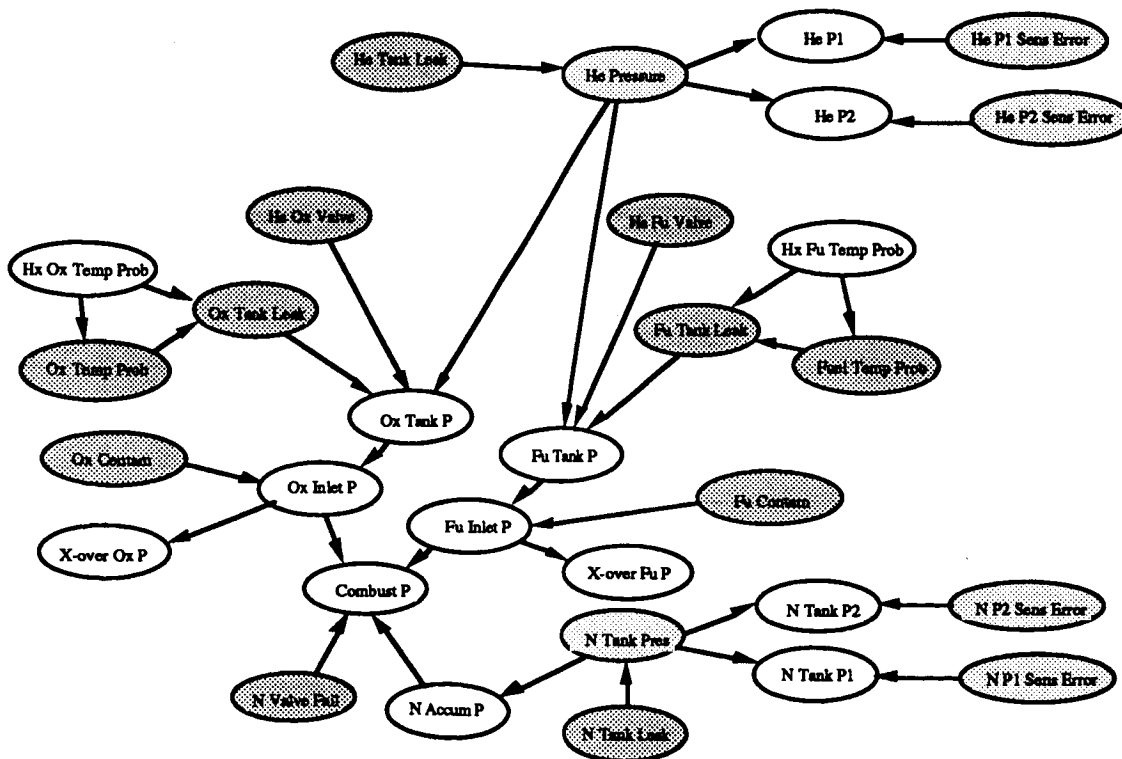 He P1
He P1 Sens Error
He Tank Leak
He Pressure
He P2
He P2 Sens Error
He Ox Valve
He Fu Valve
Hx Ox Temp Prob
Hx Fu Temp Prob
Ox Tank Leak
Fu Tank Leak
Ox Temp Prob
Fuel Temp Prob
Ox Tank P
Fu Tank P
Ox Contam
Ox Inlet P
Fu Contam
Fu Inlet P
X-over Ox P
X-over Fu P
Combust P
N Tank P2
N P2 Sens Error
N Tank Pres
N Tank P1
N P1 Sens Error
N Valve Fail
N Accum P
N Tank Leak